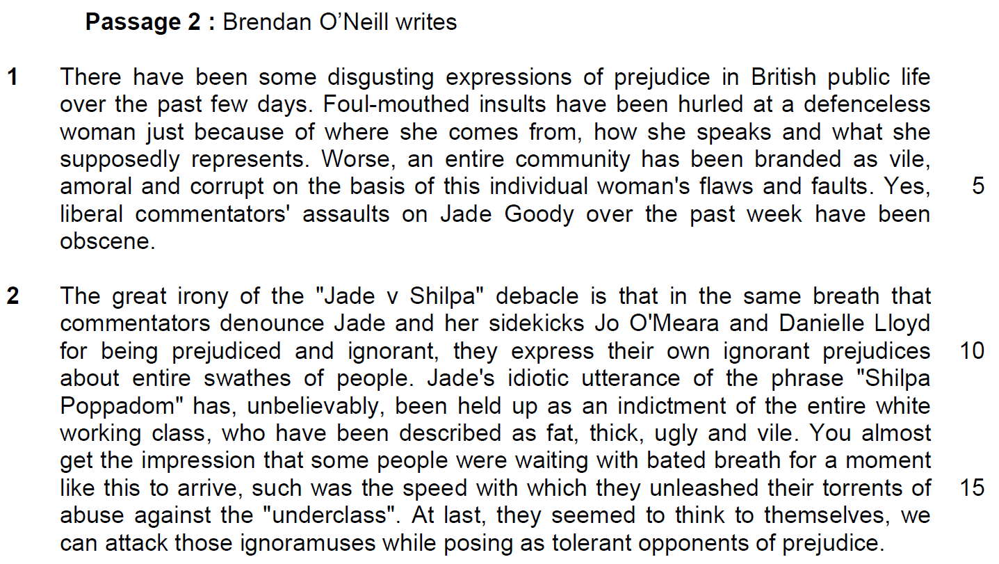 Passage 2 : Brendan O’Neill writes
1 There have been some disgusting expressions of prejudice in British public life
over the past few days. Foul-mouthed insults have been hurled at a defenceless
woman just because of where she comes from, how she speaks and what she
supposedly represents. Worse, an entire community has been branded as vile,
amoral and corrupt on the basis of this individual woman's flaws and faults. Yes, 5
liberal commentators' assaults on Jade Goody over the past week have been
obscene.
2 The great irony of the "Jade v Shilpa" debacle is that in the same breath that
commentators denounce Jade and her sidekicks Jo O'Meara and Danielle Lloyd
for being prejudiced and ignorant, they express their own ignorant prejudices 10
about entire swathes of people. Jade's idiotic utterance of the phrase "Shilpa
Poppadom" has, unbelievably, been held up as an indictment of the entire white
working class, who have been described as fat, thick, ugly and vile. You almost
get the impression that some people were waiting with bated breath for a moment
like this to arrive, such was the speed with which they unleashed their torrents of 15
abuse against the "underclass". At last, they seemed to think to themselves, we
can attack those ignoramuses while posing as tolerant opponents of prejudice.